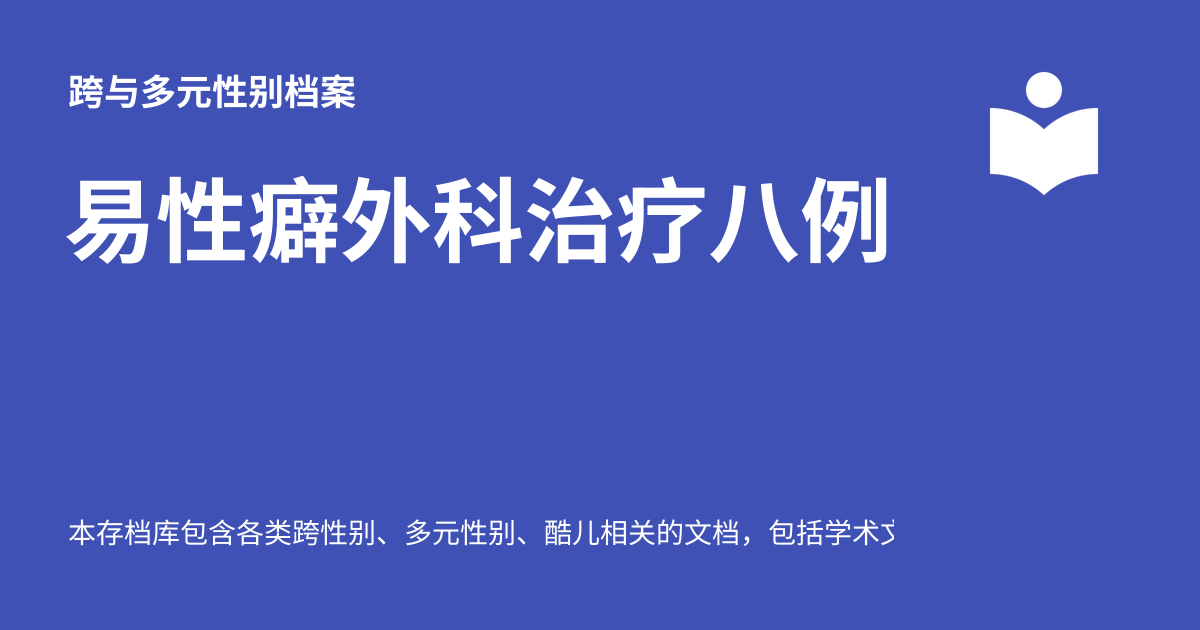 跨与多元性别档案
易性癖外科治疗八例
本存档库包含各类跨性别、多元性别、酷儿相关的文档，包括学术